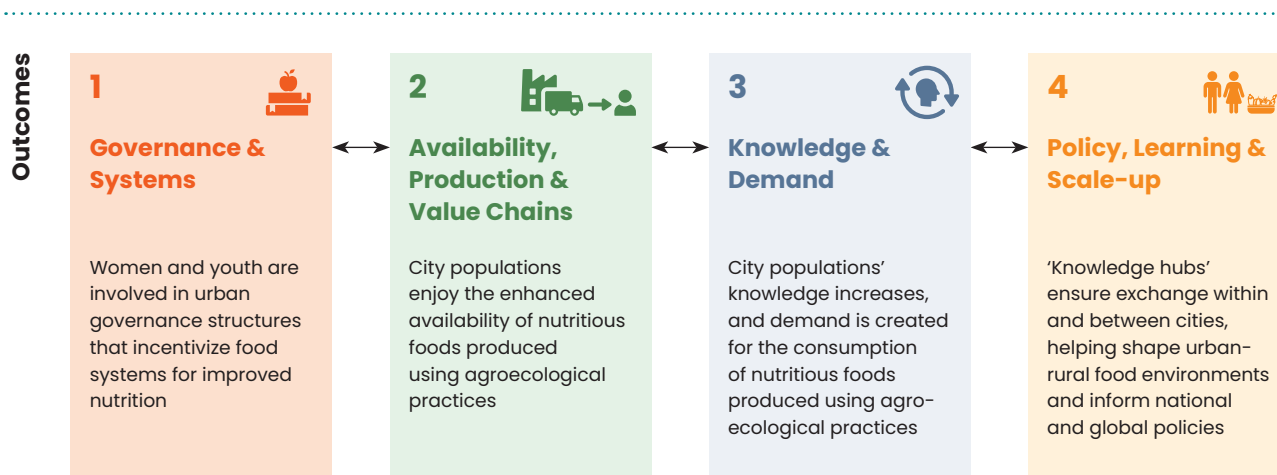 Outcomes
1
Governance &
Systems
Women and youth are
involved in urban
governance structures
that incentivize food
systems for improved
nutrition
2
Availability,
Production &
Value Chains
City populations
enjoy the enhanced
availability of nutritious
foods produced
using agroecological
practices
3
Knowledge &
Demand
City populations’
knowledge increases,
and demand is created
for the consumption
of nutritious foods
produced using agro-
ecological practices
4
Policy, Learning &
Scale-up
‘Knowledge hubs’
ensure exchange within
and between cities,
helping shape urban-
rural food environments
and inform national
and global policies